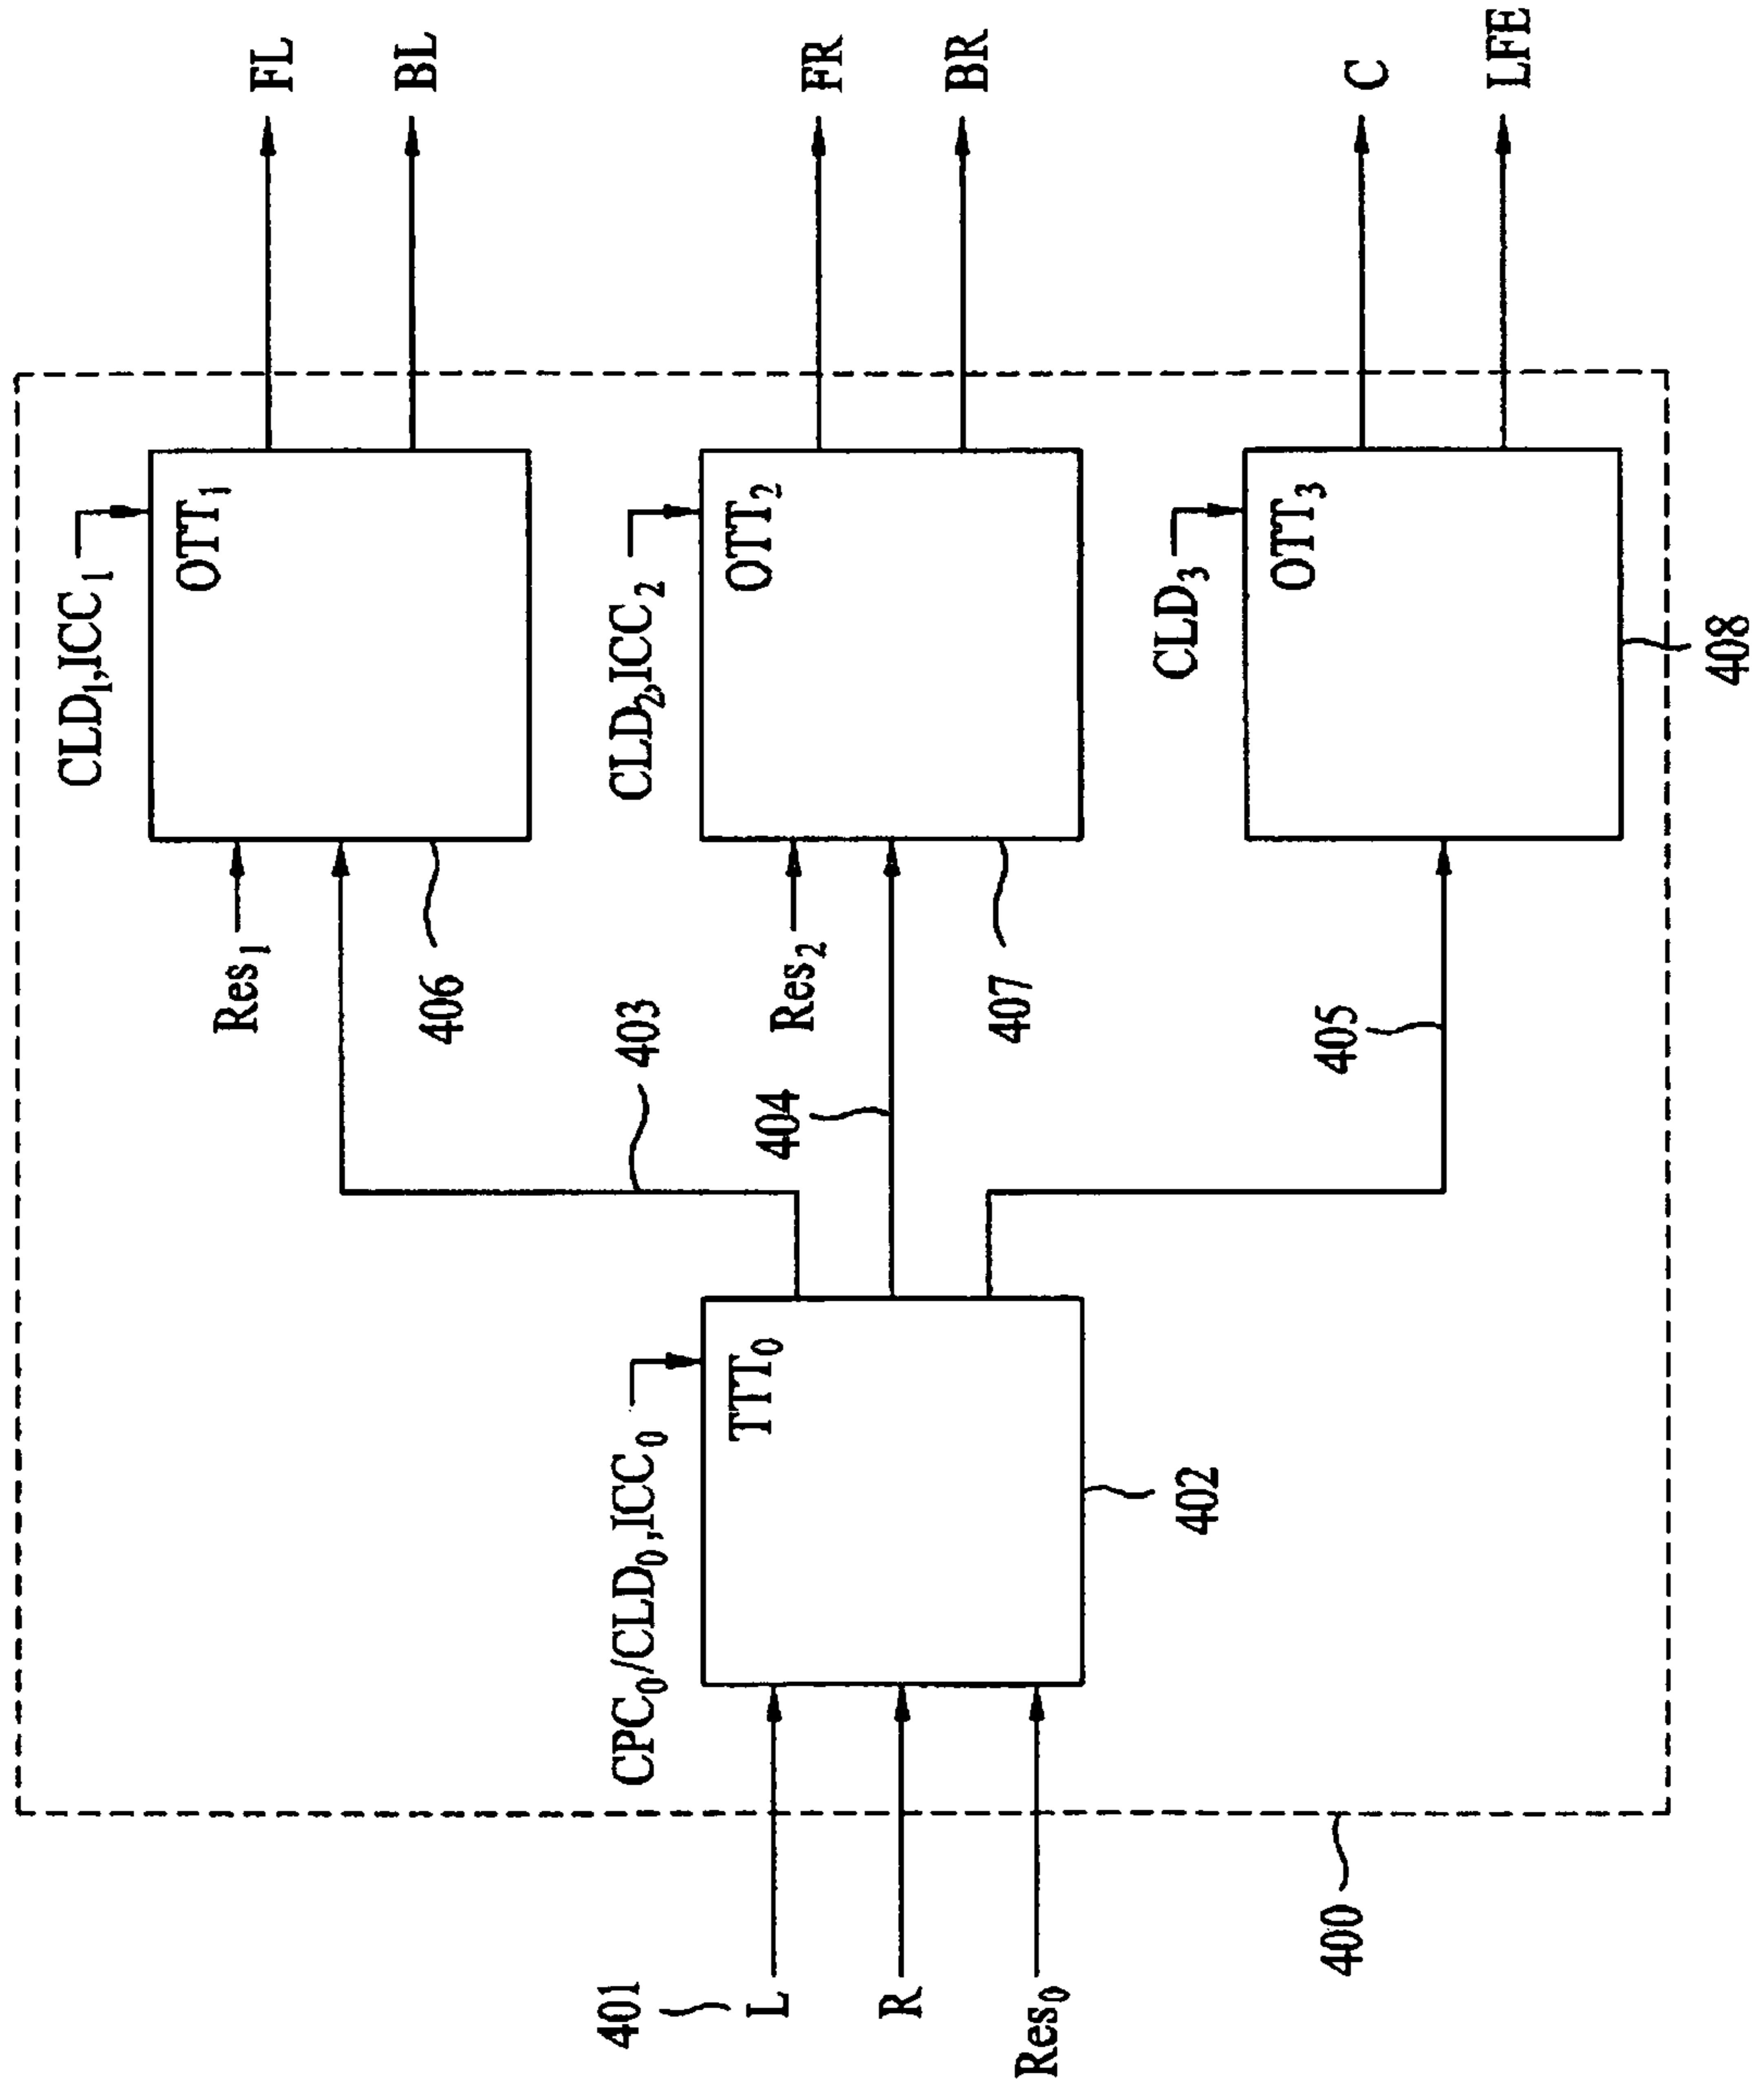 CLD₁,ICC₁
OTT₁
Res₁
406
FL
BL
403
CPC₀/CLD₀,ICC₀
TTT₀
401
L
R
Res₀
402
404
CLD₂,ICC₂
OTT₂
Res₂
407
FR
BR
405
CLD₃
OTT₃
408
C
LFE
400